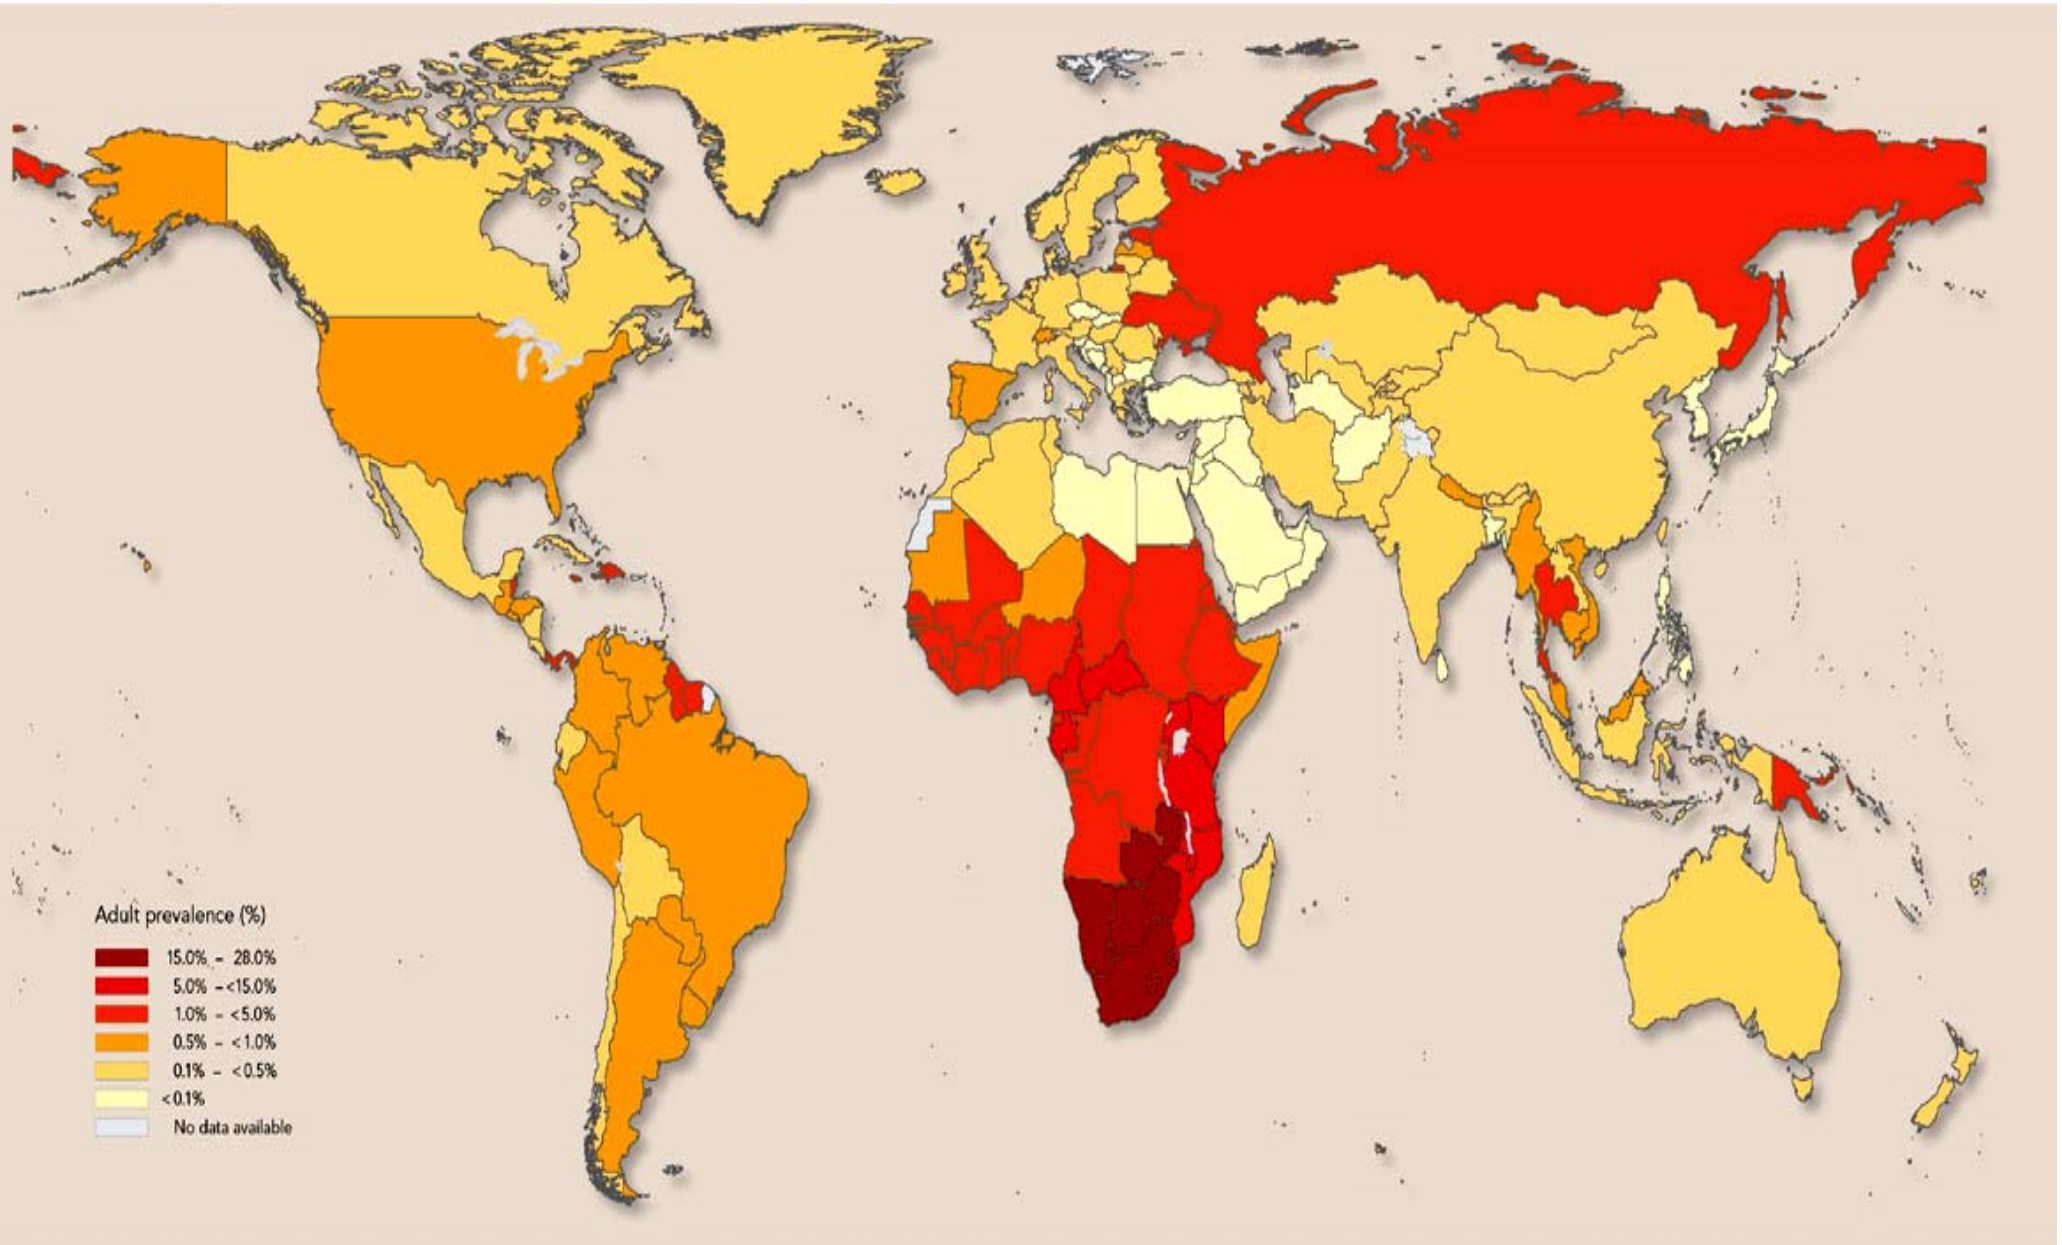 Adult prevalence (%)
15.0% – 28.0%
5.0% –<15.0%
1.0% – <5.0%
0.5% – <1.0%
0.1% – <0.5%
<0.1%
No data available